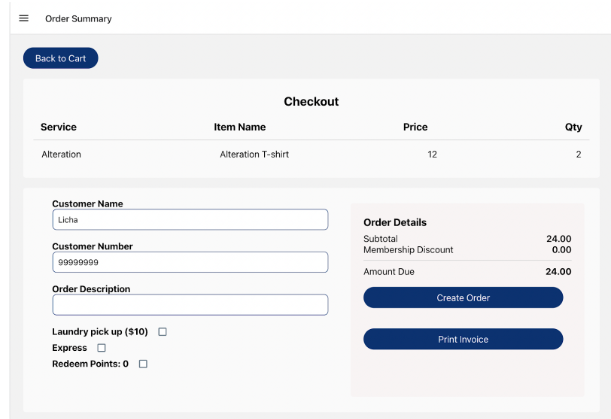 Order Summary
Back to Cart
Checkout
Service Item Name Price Qty
Alteration Alteration T-shirt 12 2
Customer Name
Licha
Customer Number
99999999
Order Description
Laundry pick up ($10)
Express
Redeem Points: 0
Order Details
Subtotal 24.00
Membership Discount 0.00
Amount Due 24.00
Create Order
Print Invoice